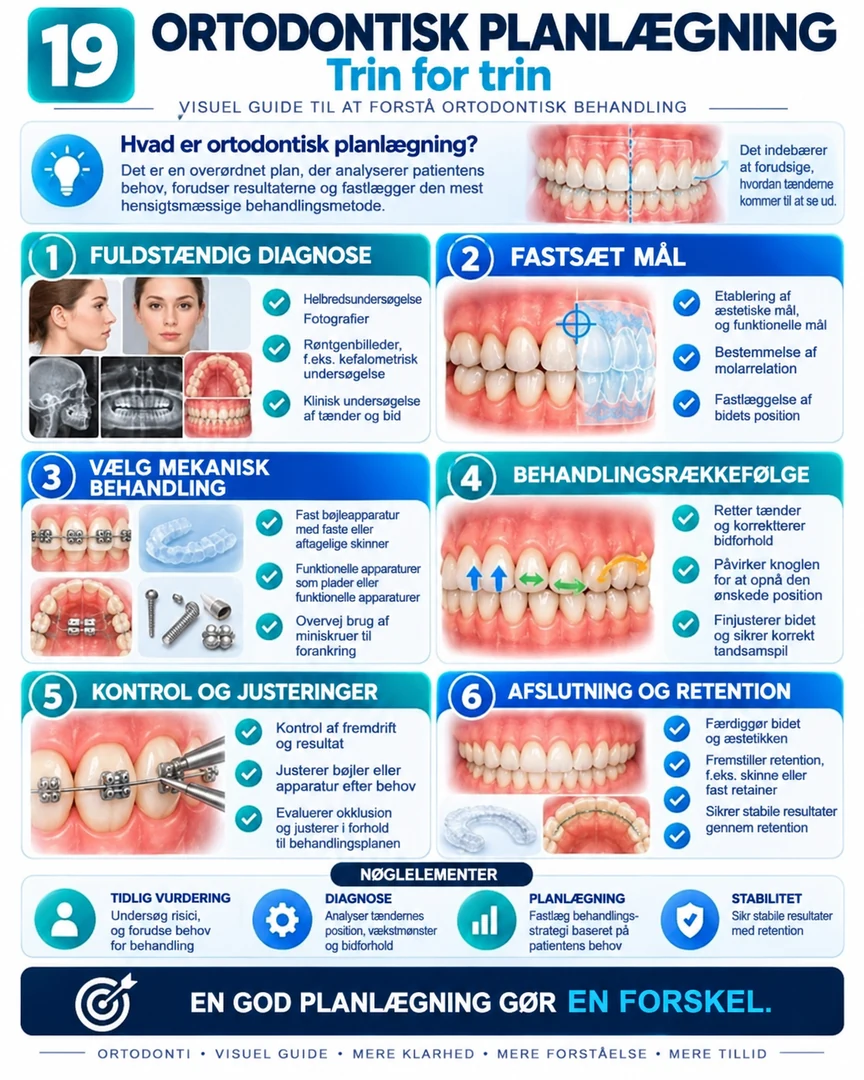 19
ORTODONTISK PLANLÆGNING
Trin for trin
VISUEL GUIDE TIL AT FORSTÅ ORTODONTISK BEHANDLING
Hvad er ortodontisk planlægning?
Det er en overørdnet plan, der analyserer patientens
behov, forudser resultaterne og fastlægger den mest
hensigtsmæssige behandlingsmetode.
Det indebærer
at forudsige,
hvordan tænderne
kommer til at se ud.
1 FULDSTÆNDIG DIAGNOSE
Helbredsundersøgelse
Fotografier
Røntgenbilleder,
f.eks. kefalometrisk
undersøgelse
Klinisk undersøgelse
af tænder og bid
2 FASTSÆT MÅL
Etablering af
æstetiske mål,
og funktionelle mål
Bestemmelse af
molarrelation
Fastlæggelse af
bidets position
3 VÆLG MEKANISK
BEHANDLING
Fast bøjleapparatur
med faste eller
aftagelige skinner
Funktionelle apparaturer
som plader eller
funktionelle apparaturer
Overvej brug af
miniskruer til
forankring
4 BEHANDLINGSRÆKKEFØLGE
Retter tænder
og korrektterer
bidforhold
Påvirker knoglen
for at opnå den
ønskede position
Finjusterer bidet
og sikrer korrekt
tandsamspil
5 KONTROL OG JUSTERINGER
Kontrol af fremdrift
og resultat
Justerer bøjler eller
apparatur efter behov
Evaluerer okklusion
og justerer i forhold
til behandlingsplanen
6 AFSLUTNING OG RETENTION
Færdiggør bidet
og æstetikken
Fremstiller retention,
f.eks. skinne eller
fast retainer
Sikrer stabile resultater
gennem retention
NØGLELEMENTER
TIDLIG VURDERING
Undersøg risici,
og forudse behov
for behandling
DIAGNOSE
Analyser tændernes
position, vækstmønster
og bidforhold
PLANLÆGNING
Fastlæg behandlings-
strategi baseret på
patientens behov
STABILITET
Sikr stabile resultater
med retention
EN GOD PLANLÆGNING GØR EN FORSKEL.
ORTODONTI • VISUEL GUIDE • MERE KLARHED • MERE FORSTÅELSE • MERE TILLID